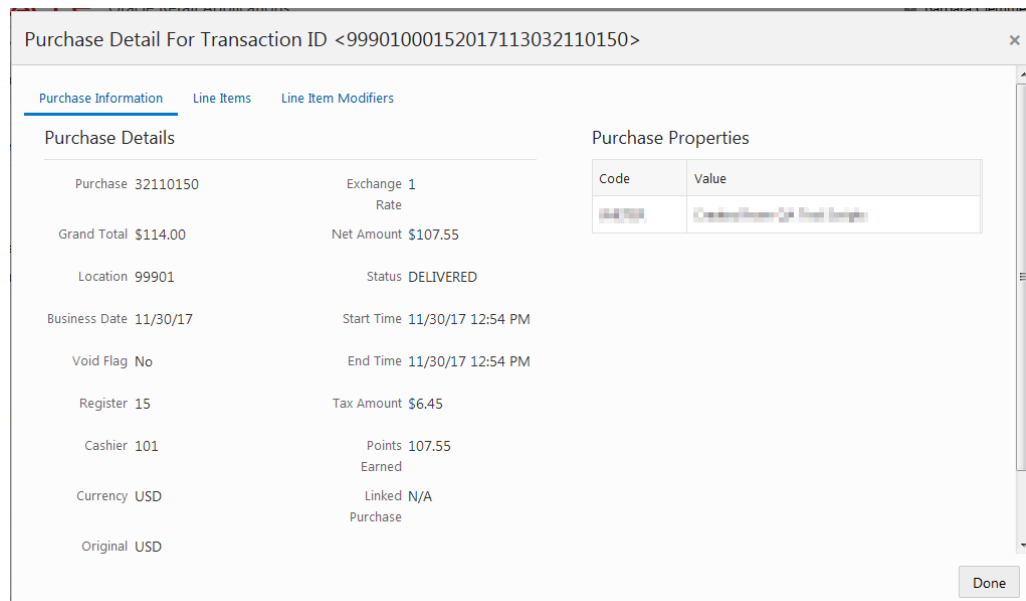 Purchase Detail For Transaction ID <99901000152017113032110150>
×
Purchase Information Line Items Line Item Modifiers
Purchase Details
Purchase 32110150
Grand Total $114.00
Location 99901
Business Date 11/30/17
Void Flag No
Register 15
Cashier 101
Currency USD
Original USD
Exchange 1
Rate
Net Amount $107.55
Status DELIVERED
Start Time 11/30/17 12:54 PM
End Time 11/30/17 12:54 PM
Tax Amount $6.45
Points 107.55
Earned
Linked N/A
Purchase
Purchase Properties
Code Value
Done